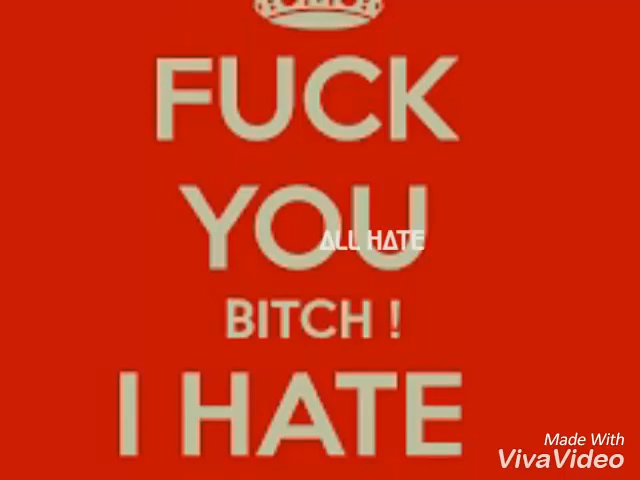 FUCK
YOU
ALL HATE
BITCH !
I HATE
Made With
VivaVideo